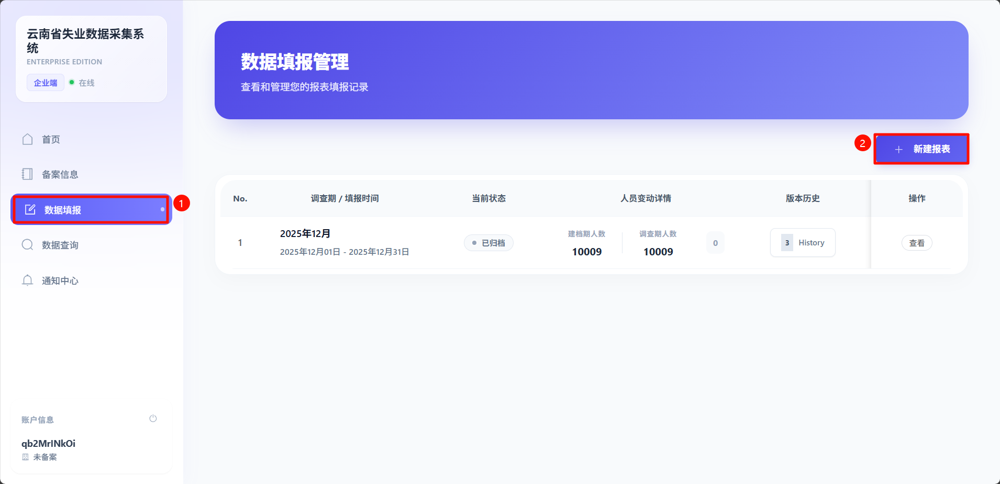 云南省失业数据采集系
统
ENTERPRISE EDITION
企业端 在线
首页
备案信息
数据填报 1
数据查询
通知中心
账户信息
qb2MrINkOi
未备案
数据填报管理
查看和管理您的报表填报记录
2 新建报表
No. 调查期 / 填报时间 当前状态 人员变动详情 版本历史 操作
1 2025年12月 已归档 建档期人数 调查期人数 0 3 History 查看
2025年12月01日 - 2025年12月31日 10009 10009